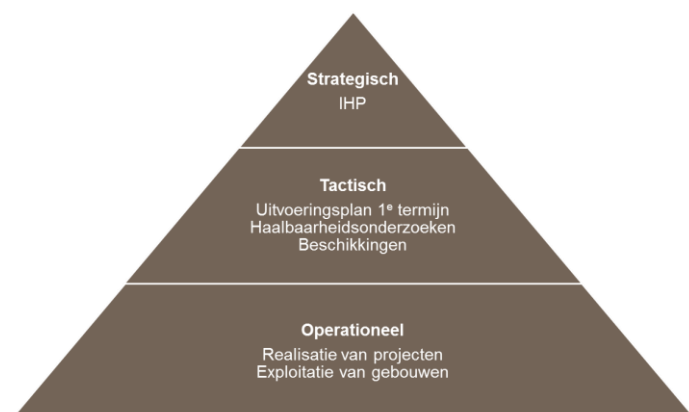 Strategisch
IHP
Tactisch
Uitvoeringsplan 1ᵉ termijn
Haalbaarheidsonderzoeken
Beschikkingen
Operationeel
Realisatie van projecten
Exploitatie van gebouwen